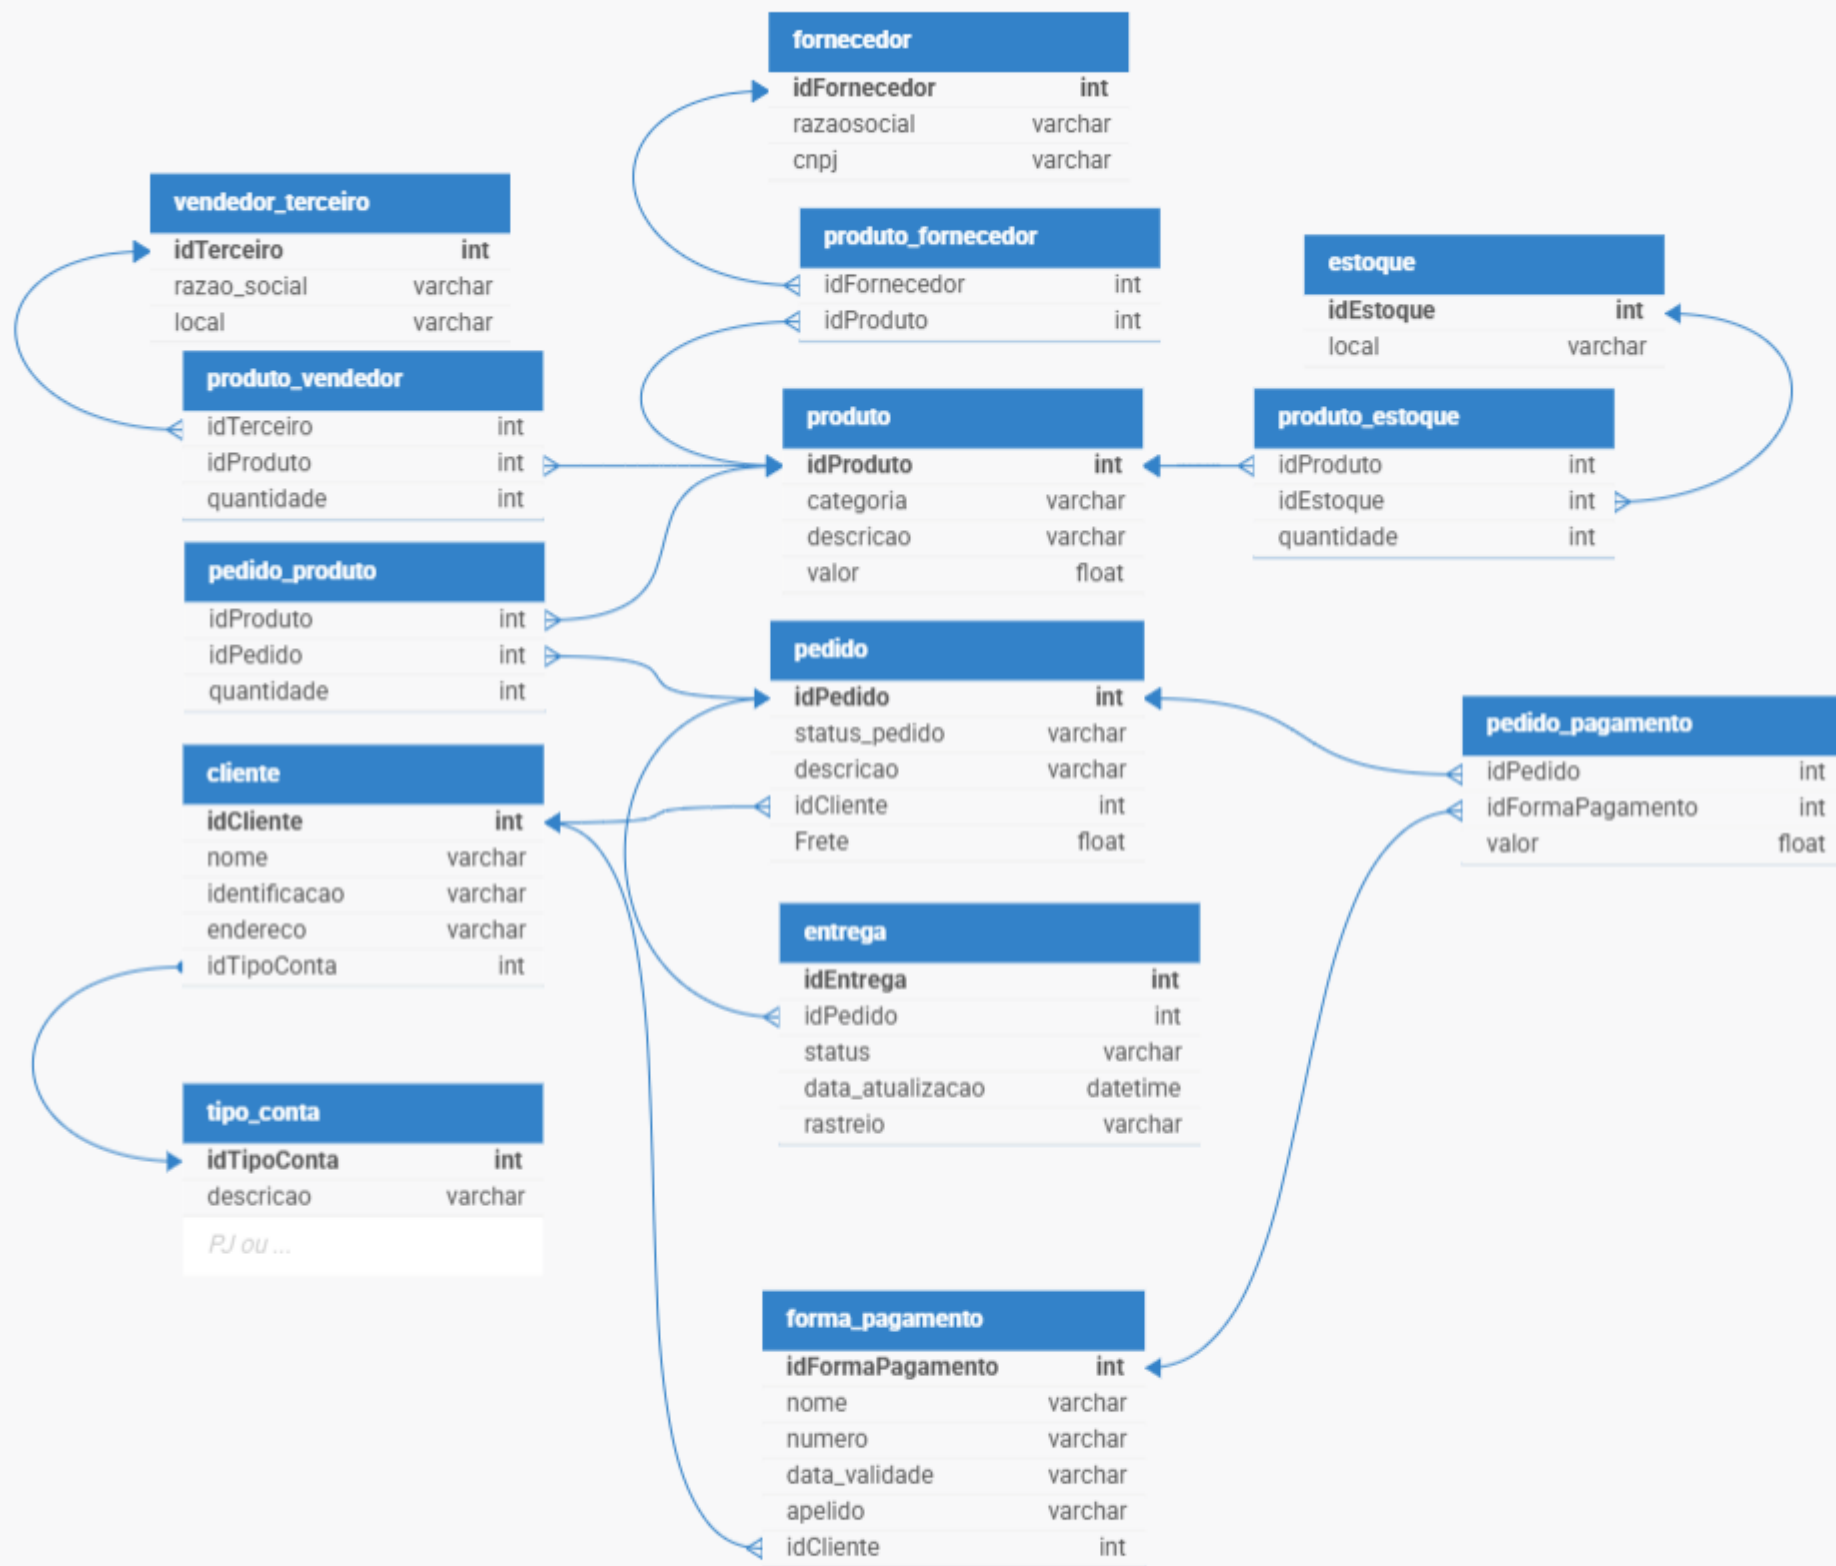 fornecedor
idFornecedor int
razaosocial varchar
cnpj varchar
vendedor_terceiro
idTerceiro int
razao_social varchar
local varchar
produto_fornecedor
idFornecedor int
idProduto int
estoque
idEstoque int
local varchar
produto_vendedor
idTerceiro int
idProduto int
quantidade int
produto
idProduto int
categoria varchar
descricao varchar
valor float
produto_estoque
idProduto int
idEstoque int
quantidade int
pedido_produto
idProduto int
idPedido int
quantidade int
pedido
idPedido int
status_pedido varchar
descricao varchar
idCliente int
Frete float
pedido_pagamento
idPedido int
idFormaPagamento int
valor float
cliente
idCliente int
nome varchar
identificacao varchar
endereco varchar
idTipoConta int
entrega
idEntrega int
idPedido int
status varchar
data_atualizacao datetime
rastreio varchar
tipo_conta
idTipoConta int
descricao varchar
PJ ou ...
forma_pagamento
idFormaPagamento int
nome varchar
numero varchar
data_validade varchar
apelido varchar
idCliente int